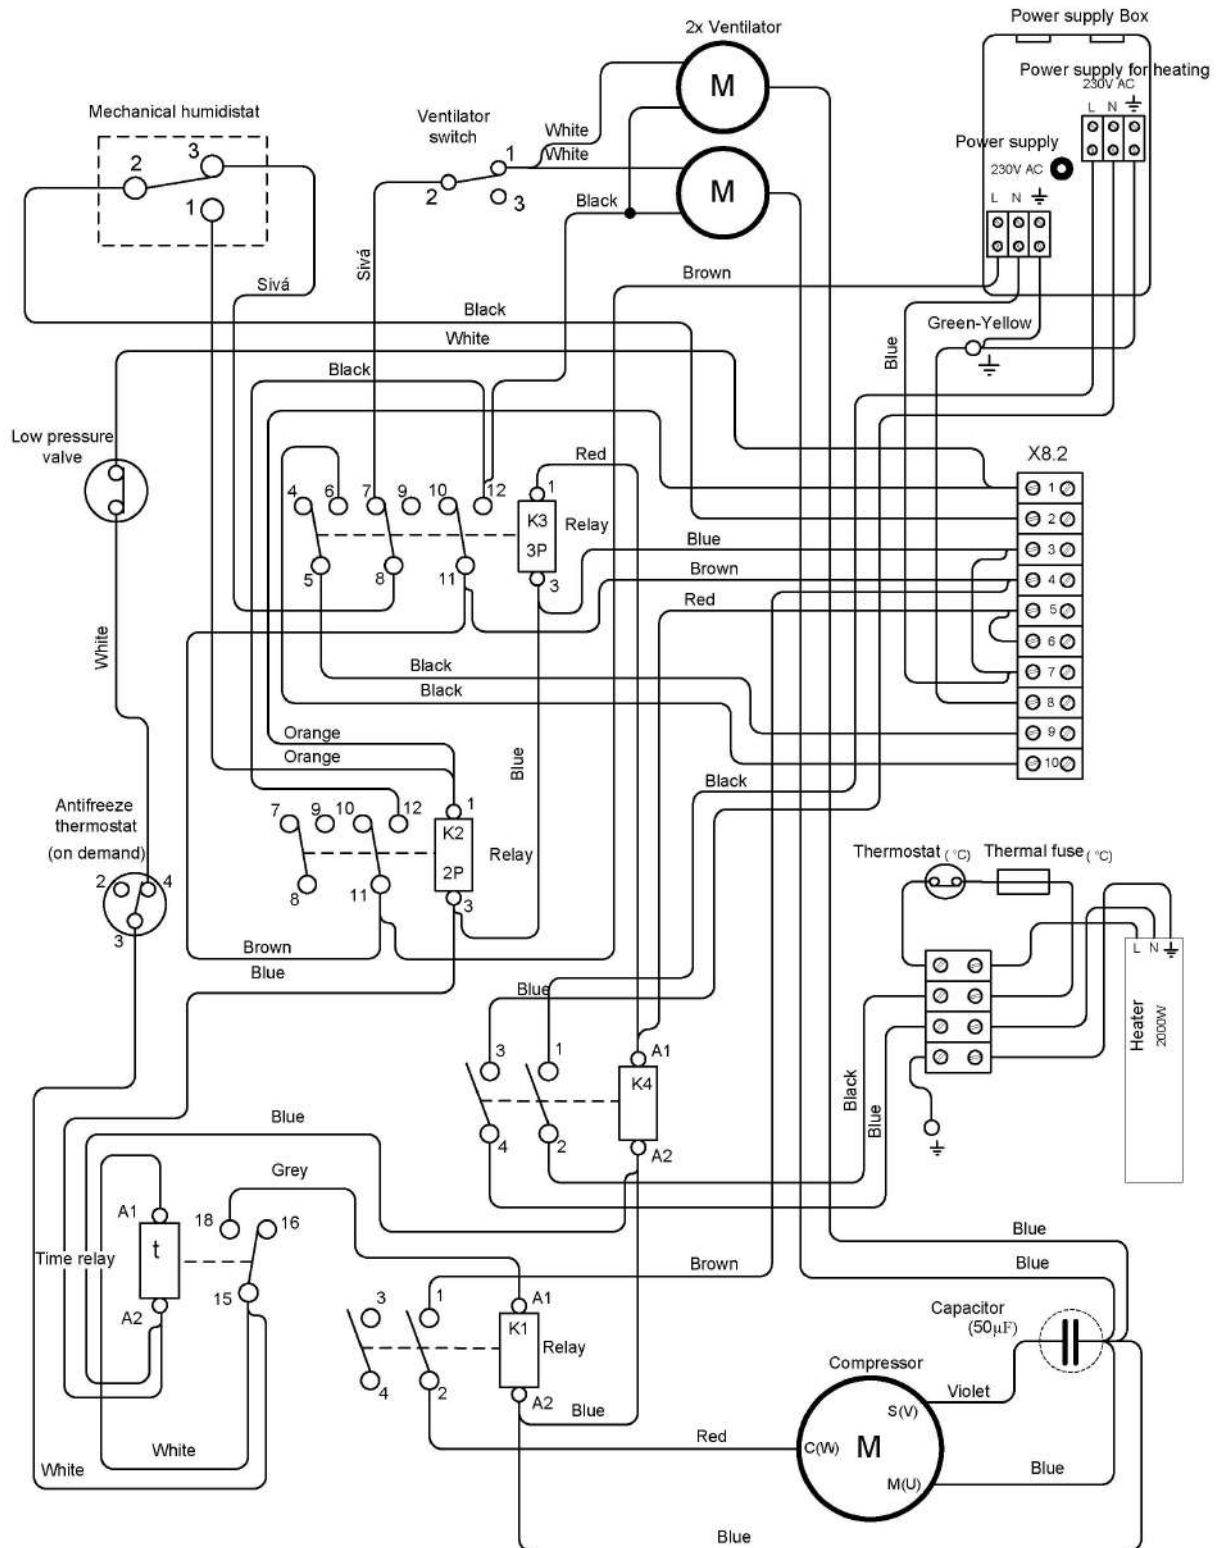 Power supply Box
2x Ventilator
Power supply for heating
230V AC
L N
M
Mechanical humidistat
Ventilator
switch
Power supply
230V AC
L N
White
White
1
2
3
2
3
1
M
Black
Sivá
Sivá
Brown
Black
Green-Yellow
White
Blue
Black
Low pressure
valve
Red
X8.2
4 6 7 9 10 12
1
K3
3P
Relay
3
5 8 11
Blue
Brown
Red
1
2
3
4
5
6
7
8
9
10
White
Black
Black
Orange
Orange
Blue
Black
Antifreeze
thermostat
(on demand)
2 4
3
7 9 10 12
1
K2
2P
Relay
3
8 11
Thermostat (°C)
Thermal fuse (°C)
L N
Heater
2000W
Brown
Blue
Blue
3 1
A1
K4
4 2
A2
Black
Blue
Blue
Grey
A1
18 16
t
Time relay
15
A2
Blue
Blue
Brown
3 1
A1
K1
Relay
4 2
A2
Capacitor
(50µF)
Compressor
Violet
S(V)
Blue
Red
C(W)
M
M(U)
Blue
White
White
Blue